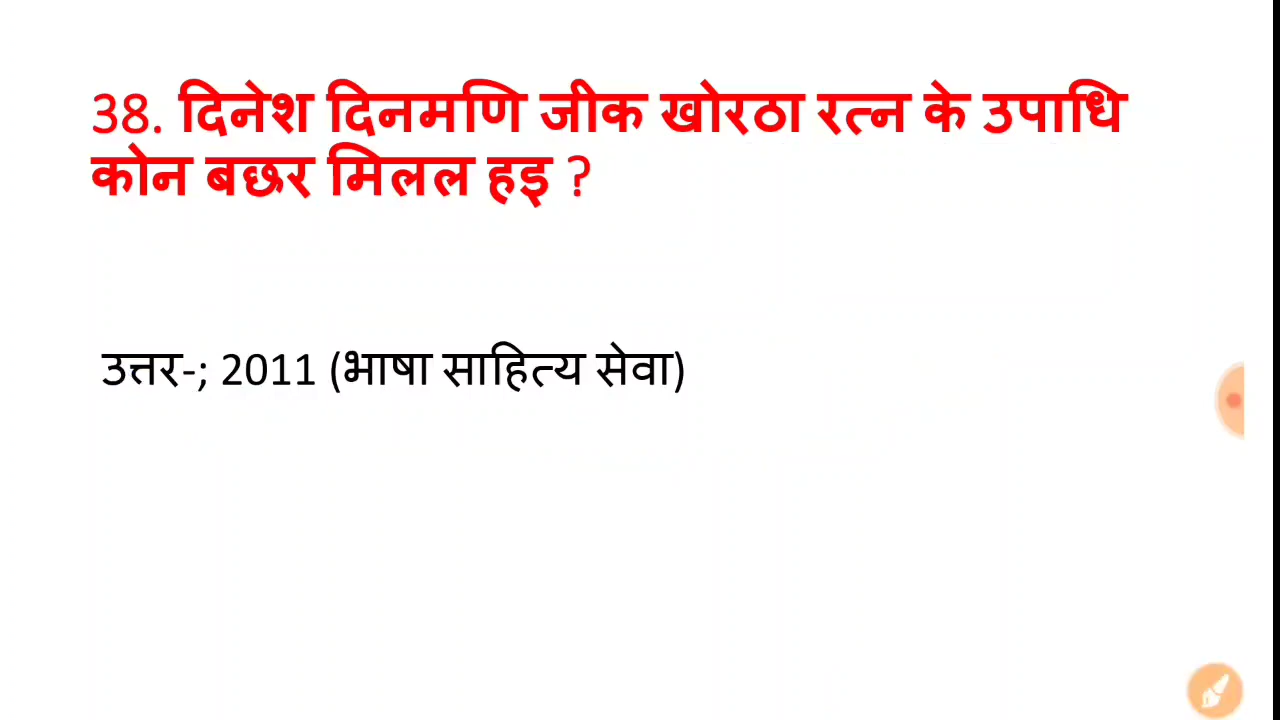 38. दिनेश दिनमणि जीक खोरठा रत्न के उपाधि
कोन बछर मिलल हइ ?
उत्तर-; 2011 (भाषा साहित्य सेवा)